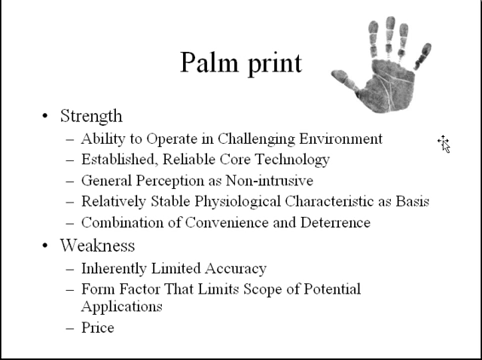 Palm print
• Strength
– Ability to Operate in Challenging Environment
– Established, Reliable Core Technology
– General Perception as Non-intrusive
– Relatively Stable Physiological Characteristic as Basis
– Combination of Convenience and Deterrence
• Weakness
– Inherently Limited Accuracy
– Form Factor That Limits Scope of Potential
Applications
– Price